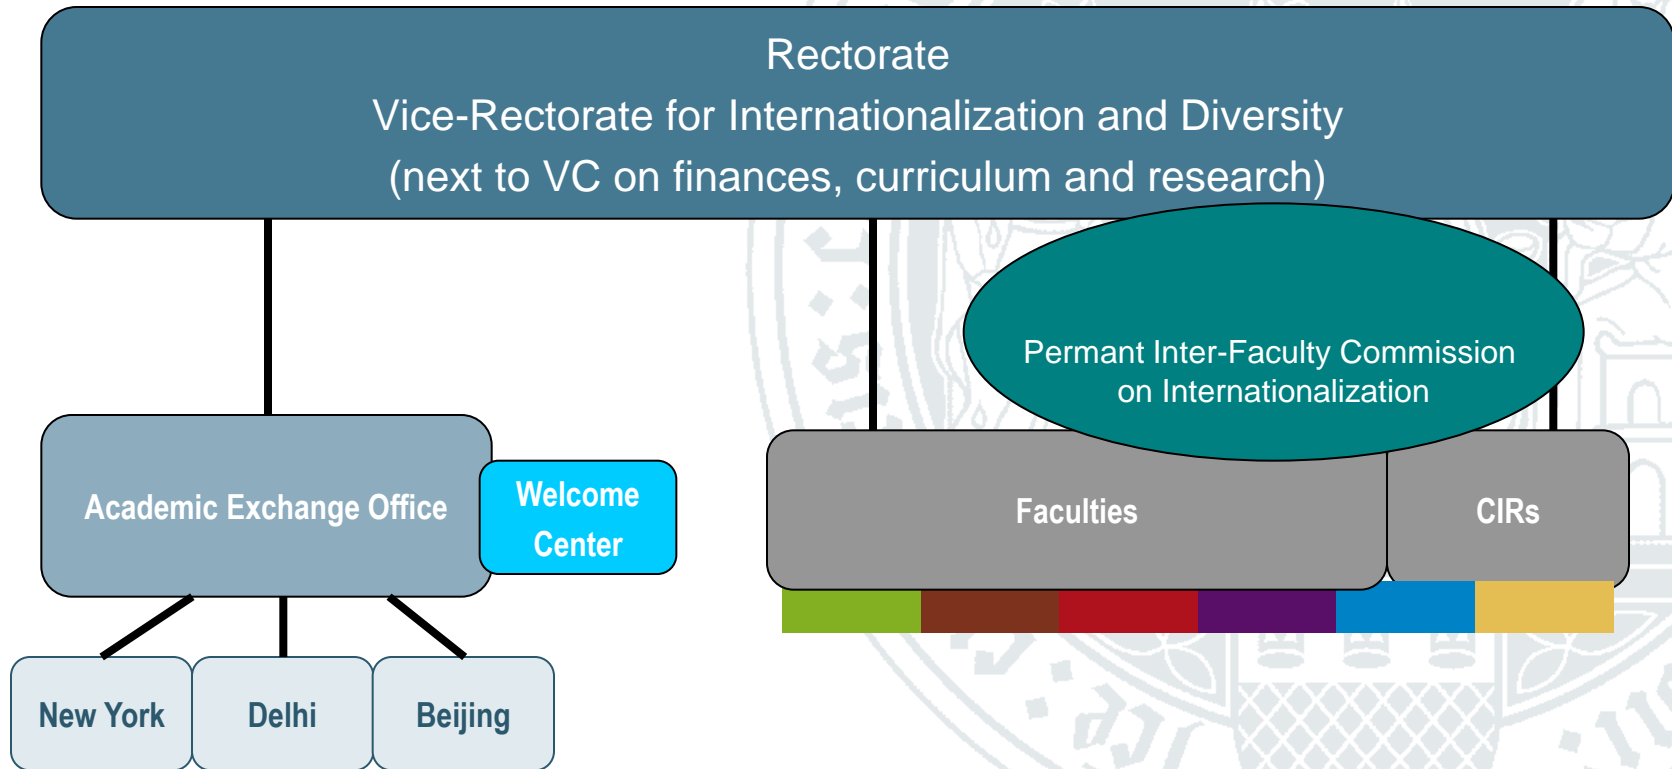 Rectorate
Vice-Rectorate for Internationalization and Diversity
(next to VC on finances, curriculum and research)
Permant Inter-Faculty Commission
on Internationalization
Academic Exchange Office
Welcome
Center
Faculties
CIRs
New York
Delhi
Beijing